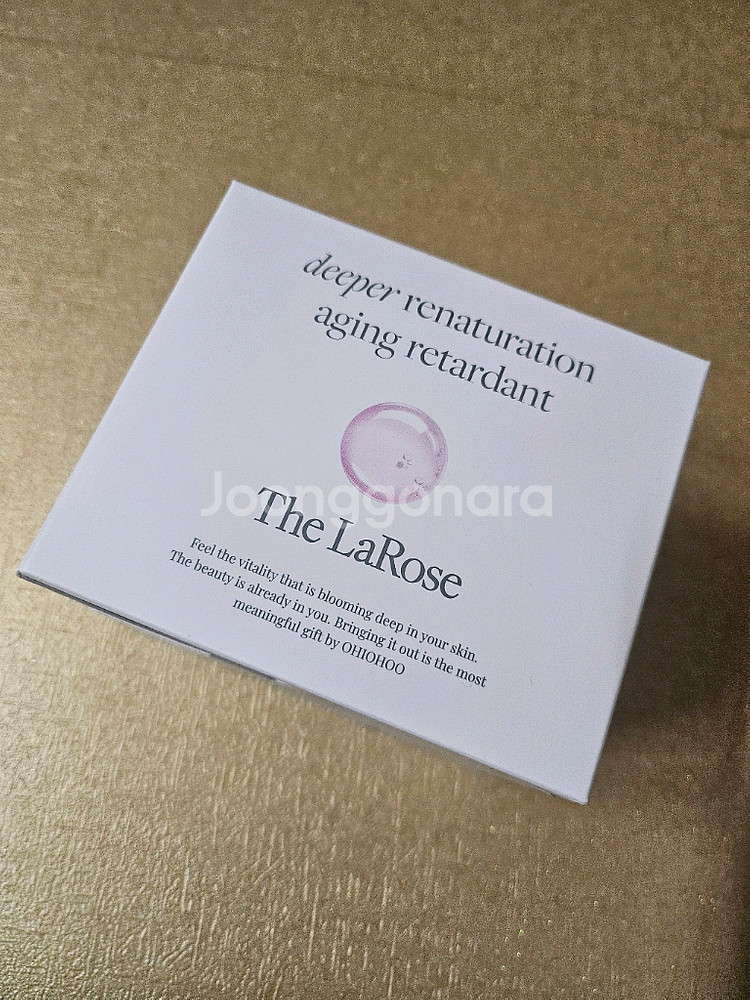 deeper renaturation
aging retardant
Joonggonara
The LaRose
Feel the vitality that is blooming deep in your skin.
The beauty is already in you. Bringing it out is the most
meaningful gift by OHIOHOO